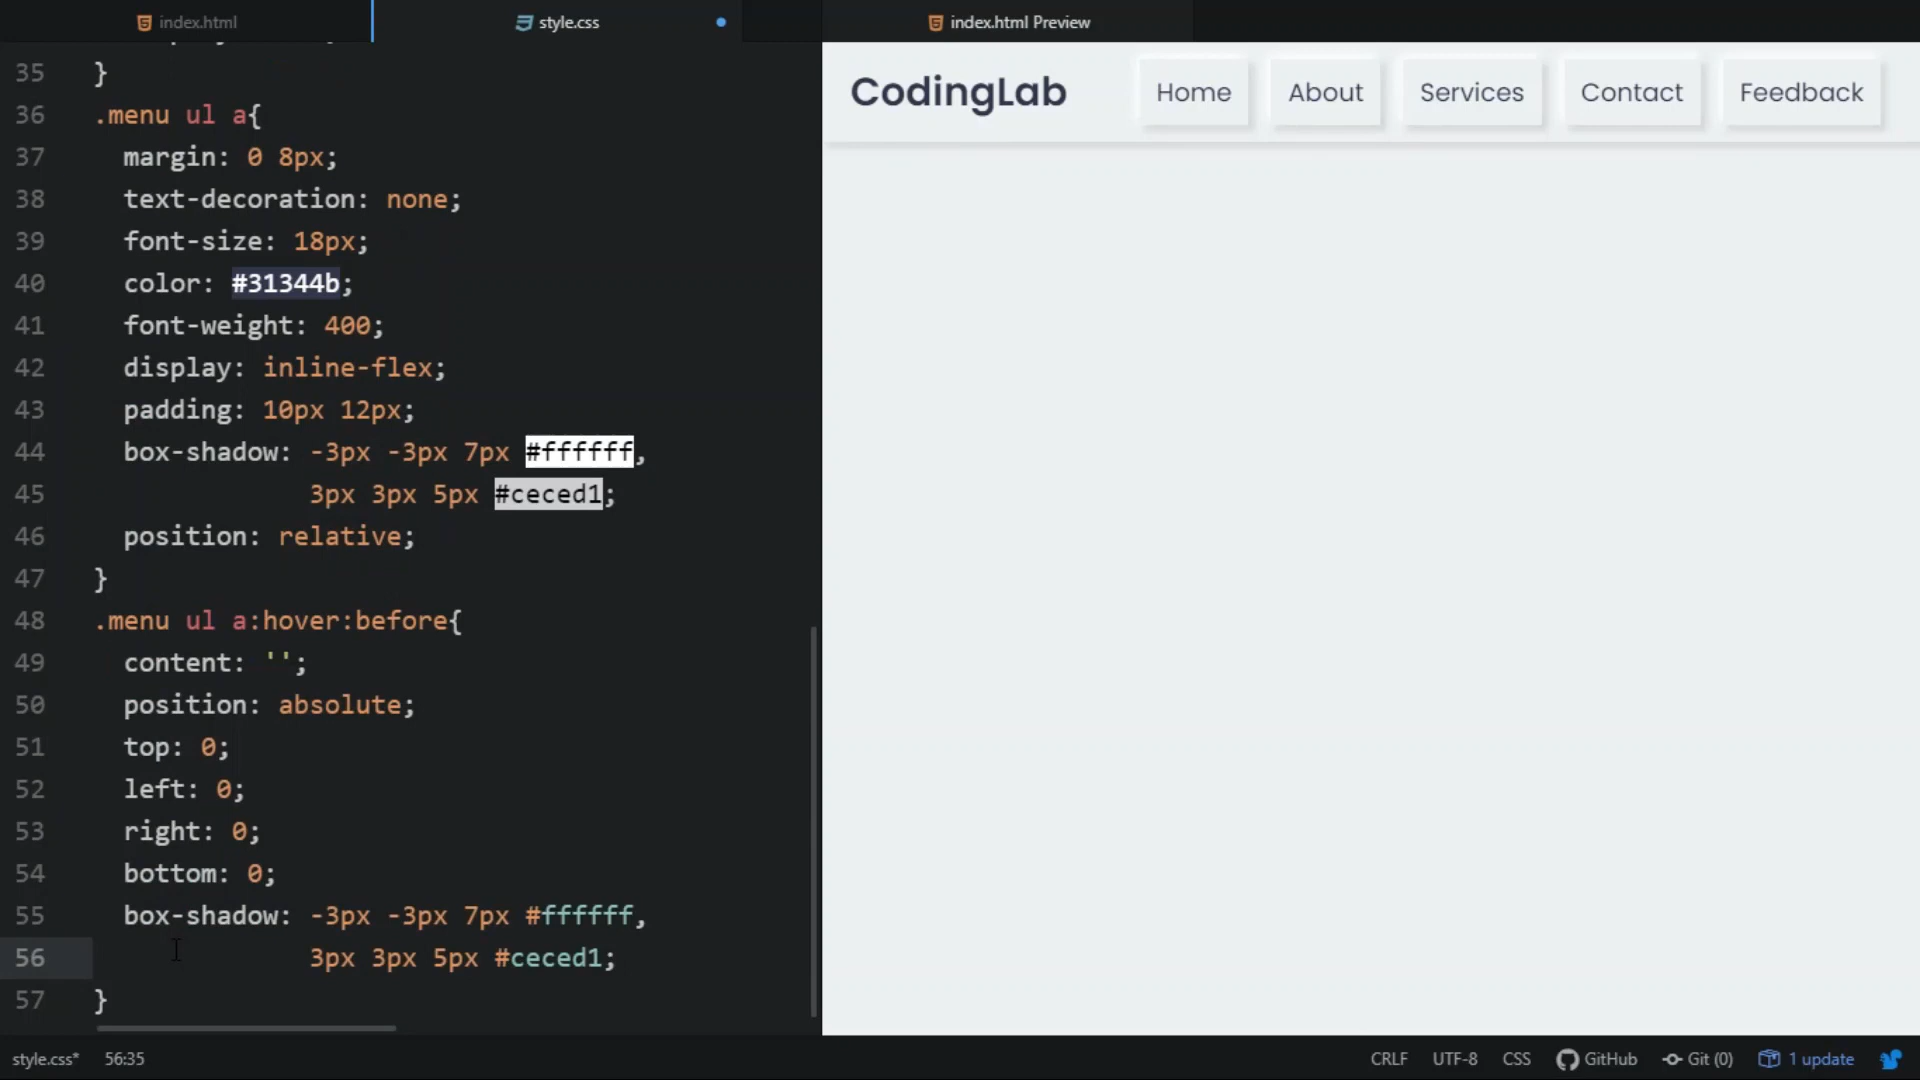 index.html
style.css
index.html Preview
35 }
36 .menu ul a{
37 margin: 0 8px;
38 text-decoration: none;
39 font-size: 18px;
40 color: #31344b;
41 font-weight: 400;
42 display: inline-flex;
43 padding: 10px 12px;
44 box-shadow: -3px -3px 7px #ffffff,
45 3px 3px 5px #ceced1;
46 position: relative;
47 }
48 .menu ul a:hover:before{
49 content: '';
50 position: absolute;
51 top: 0;
52 left: 0;
53 right: 0;
54 bottom: 0;
55 box-shadow: -3px -3px 7px #ffffff,
56 3px 3px 5px #ceced1;
57 }
CodingLab
Home
About
Services
Contact
Feedback
style.css* 56:35
CRLF UTF-8 CSS GitHub Git (0) 1 update